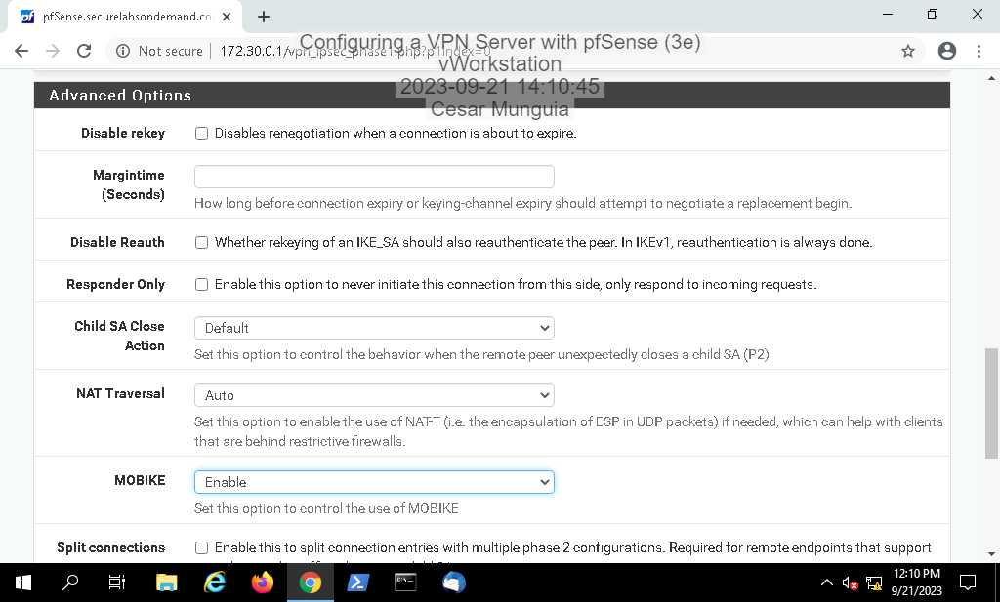 pfSense.securelabsondemand.co
Not secure
172.30.0.1/vpn_ipsec_phase1.php?p1index=0
Configuring a VPN Server with pfSense (3e)
vWorkstation
2023-09-21 14:10:45
Cesar Munguia
Advanced Options
Disable rekey
Disables renegotiation when a connection is about to expire.
Margintime
(Seconds)
How long before connection expiry or keying-channel expiry should attempt to negotiate a replacement begin.
Disable Reauth
Whether rekeying of an IKE_SA should also reauthenticate the peer. In IKEv1, reauthentication is always done.
Responder Only
Enable this option to never initiate this connection from this side, only respond to incoming requests.
Child SA Close
Action
Default
Set this option to control the behavior when the remote peer unexpectedly closes a child SA (P2)
NAT Traversal
Auto
Set this option to enable the use of NAT-T (i.e. the encapsulation of ESP in UDP packets) if needed, which can help with clients
that are behind restrictive firewalls.
MOBIKE
Enable
Set this option to control the use of MOBIKE
Split connections
Enable this to split connection entries with multiple phase 2 configurations. Required for remote endpoints that support
12:10 PM
9/21/2023